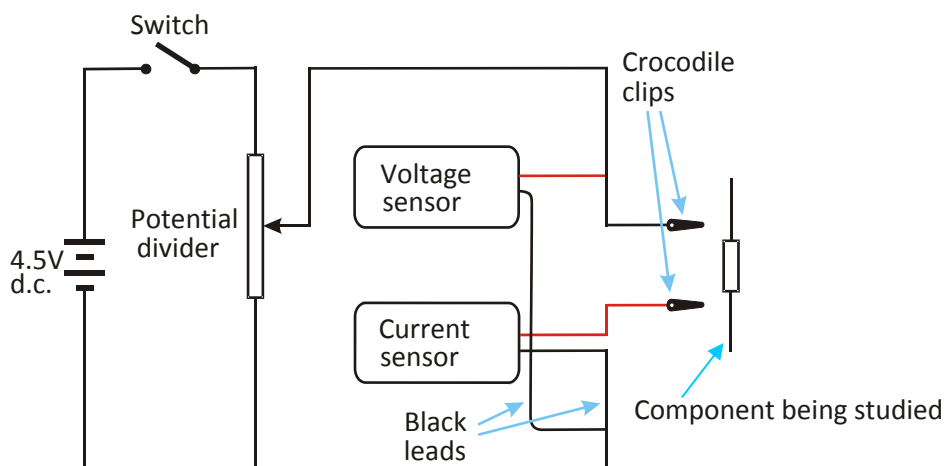 Switch
Crocodile
clips
Voltage
sensor
Potential
divider
4.5V
d.c.
Current
sensor
Black
leads
Component being studied